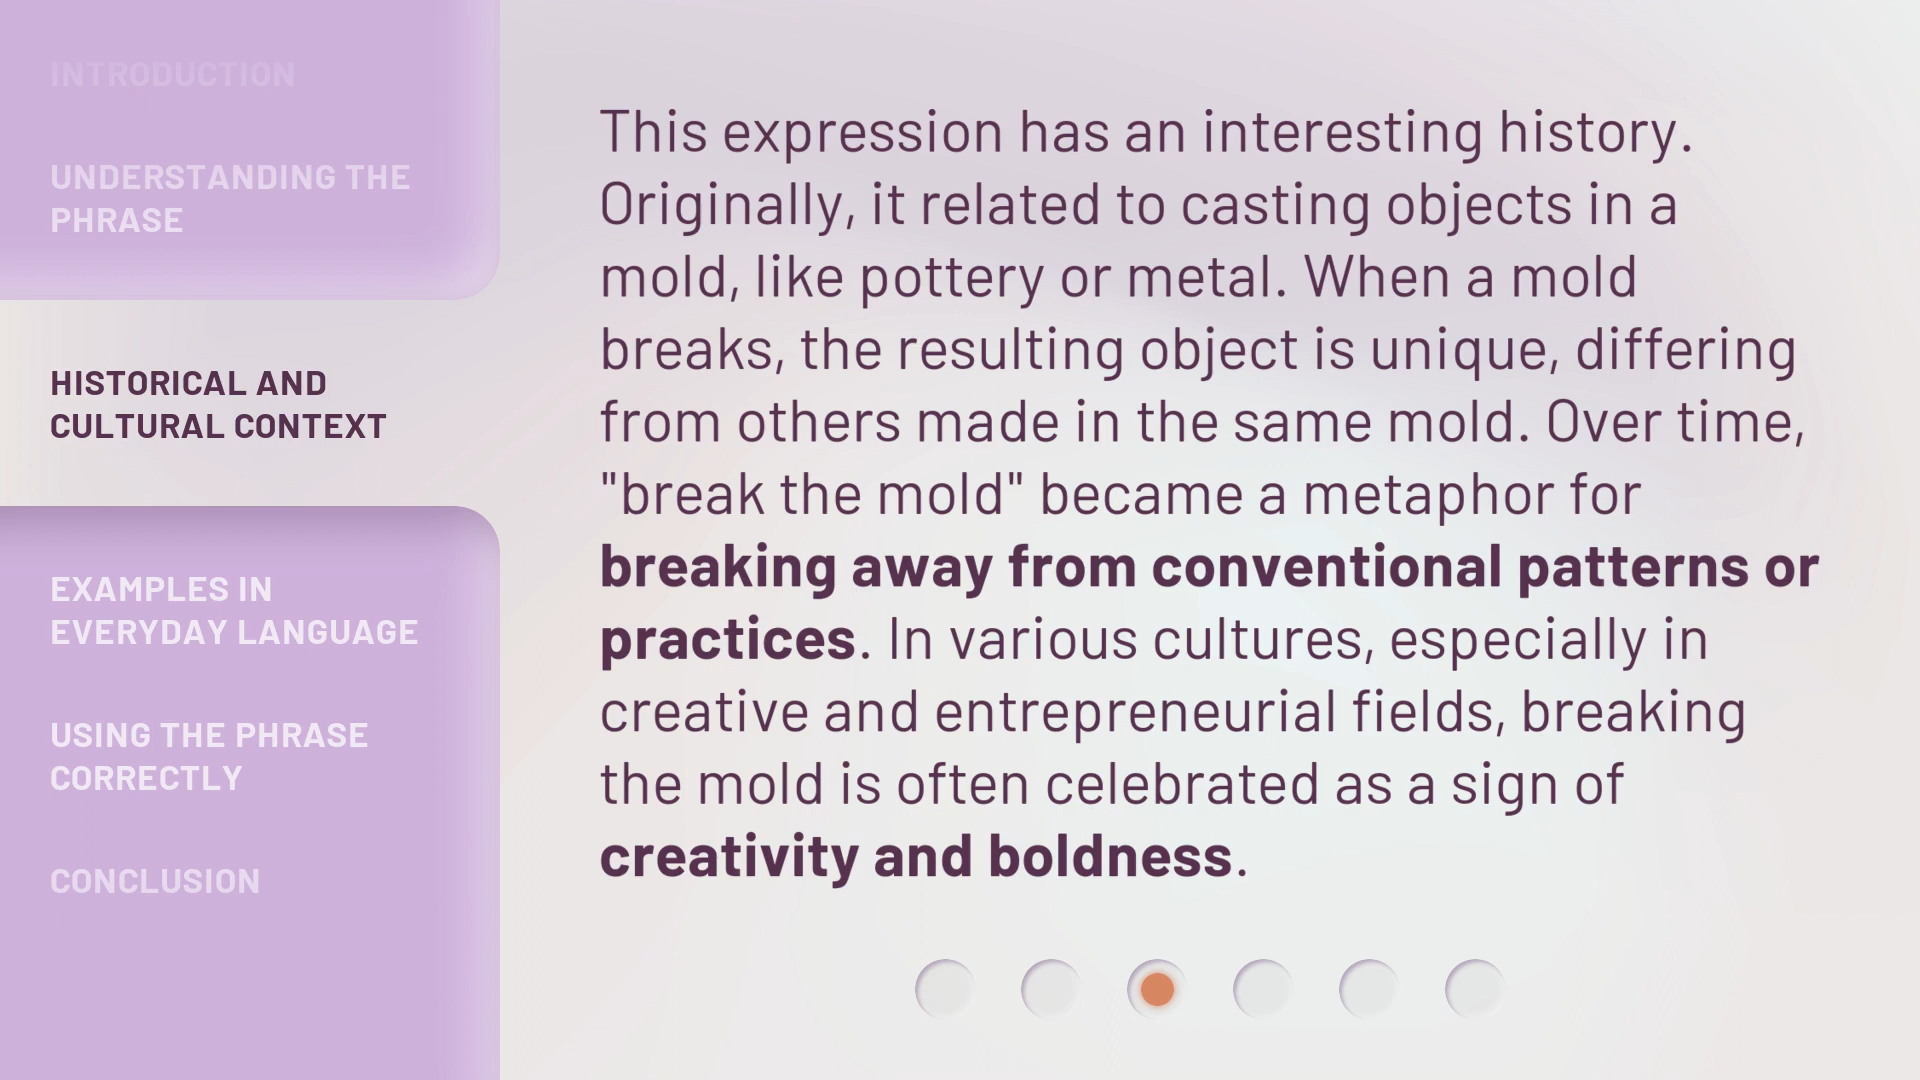 INTRODUCTION
UNDERSTANDING THE
PHRASE
HISTORICAL AND
CULTURAL CONTEXT
EXAMPLES IN
EVERYDAY LANGUAGE
USING THE PHRASE
CORRECTLY
CONCLUSION
This expression has an interesting history.
Originally, it related to casting objects in a
mold, like pottery or metal. When a mold
breaks, the resulting object is unique, differing
from others made in the same mold. Over time,
"break the mold" became a metaphor for
breaking away from conventional patterns or
practices. In various cultures, especially in
creative and entrepreneurial fields, breaking
the mold is often celebrated as a sign of
creativity and boldness.